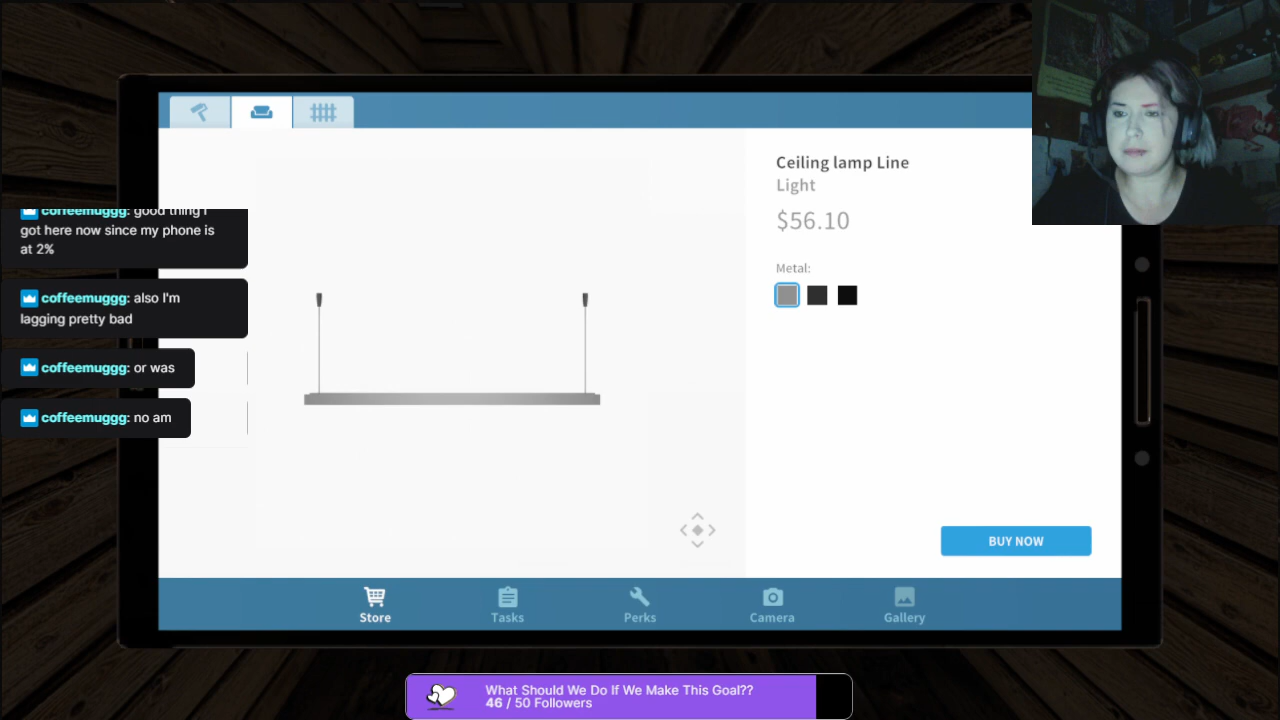 coffeemuggg: good thing I
got here now since my phone is
at 2%
coffeemuggg: also I'm
lagging pretty bad
coffeemuggg: or was
coffeemuggg: no am
Ceiling lamp Line
Light
$56.10
Metal:
BUY NOW
Store
Tasks
Perks
Camera
Gallery
What Should We Do If We Make This Goal??
46 / 50 Followers